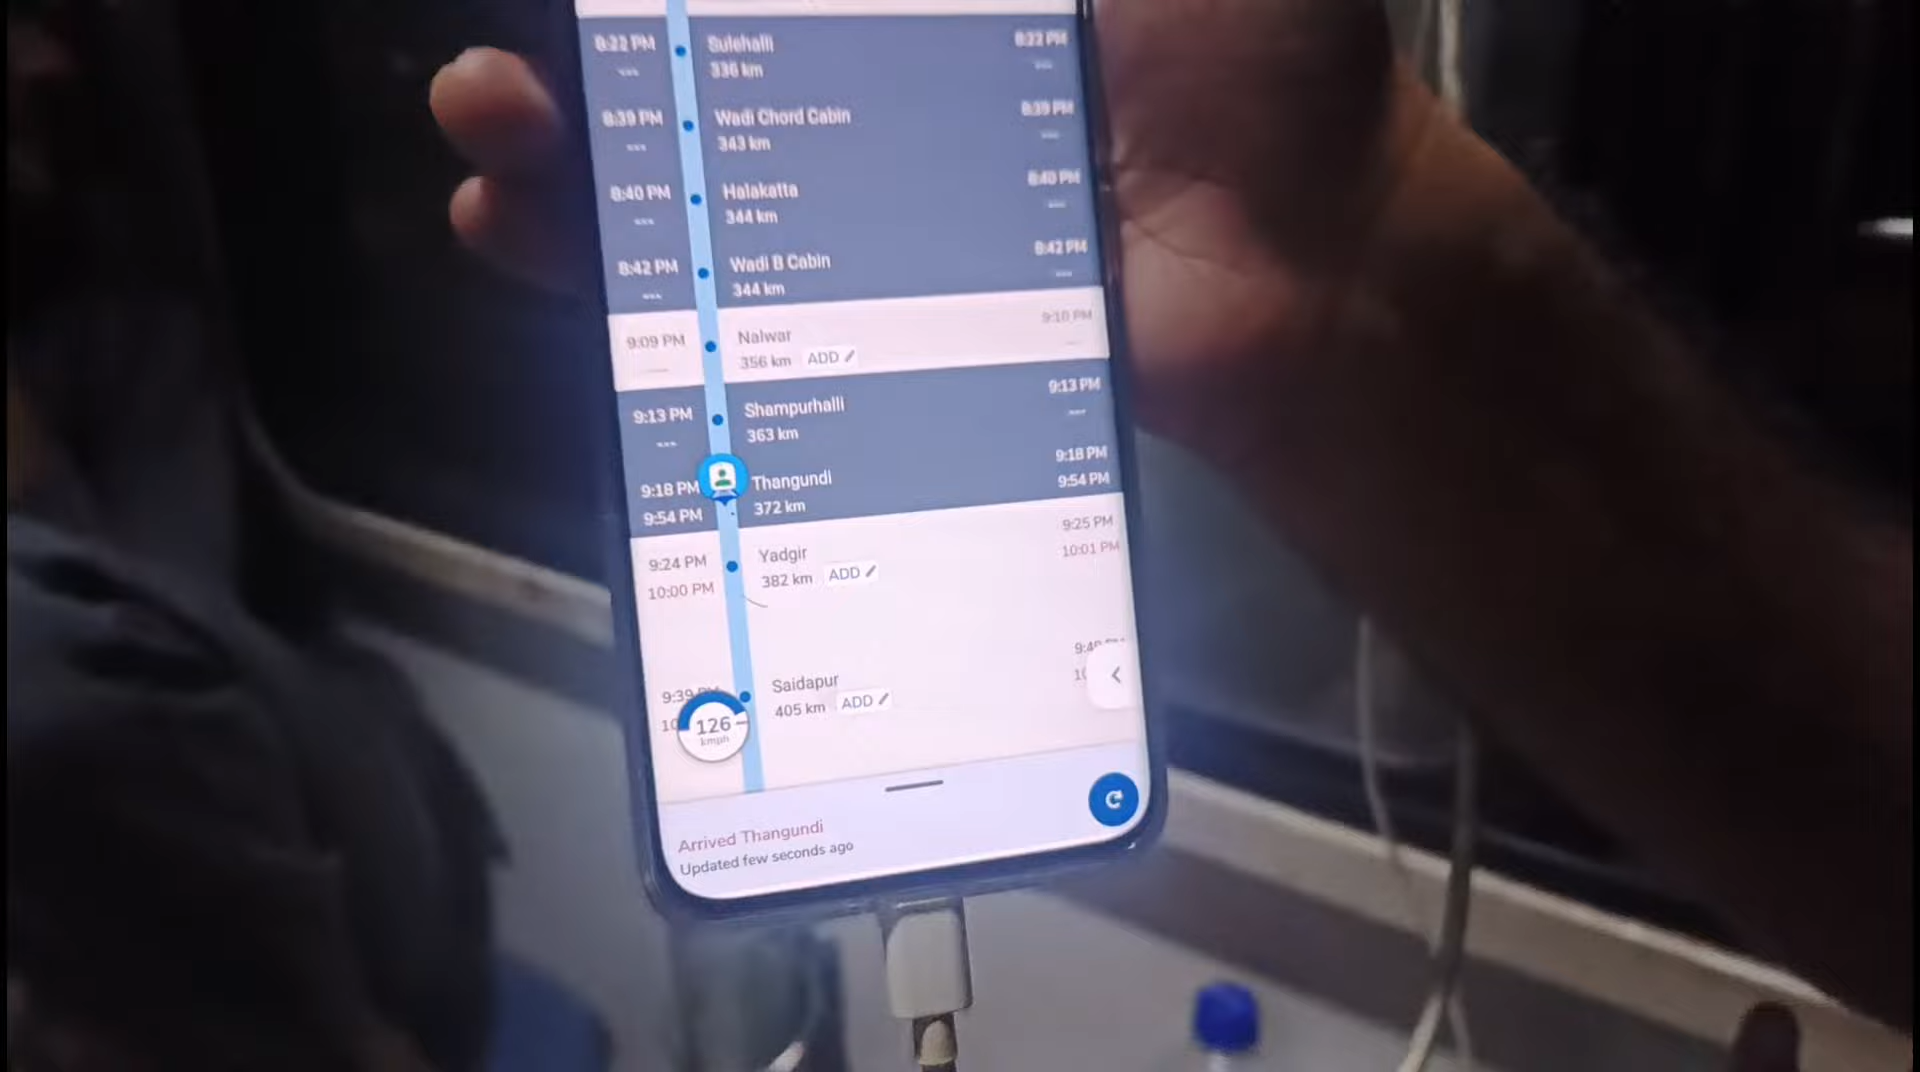 8:22 PM Sulehalli 8:22 PM
336 km
8:39 PM Wadi Chord Cabin 8:39 PM
343 km
8:40 PM Halakatta 8:40 PM
344 km
8:42 PM Wadi B Cabin 8:42 PM
344 km
9:09 PM Nalwar 9:10 PM
356 km ADD
9:13 PM Shampurhalli 9:13 PM
363 km
9:18 PM Thangundi 9:18 PM
9:54 PM 372 km 9:54 PM
9:24 PM Yadgir 9:25 PM
10:00 PM 382 km ADD 10:01 PM
9:39 PM Saidapur
405 km ADD
126
kmph
Arrived Thangundi
Updated few seconds ago